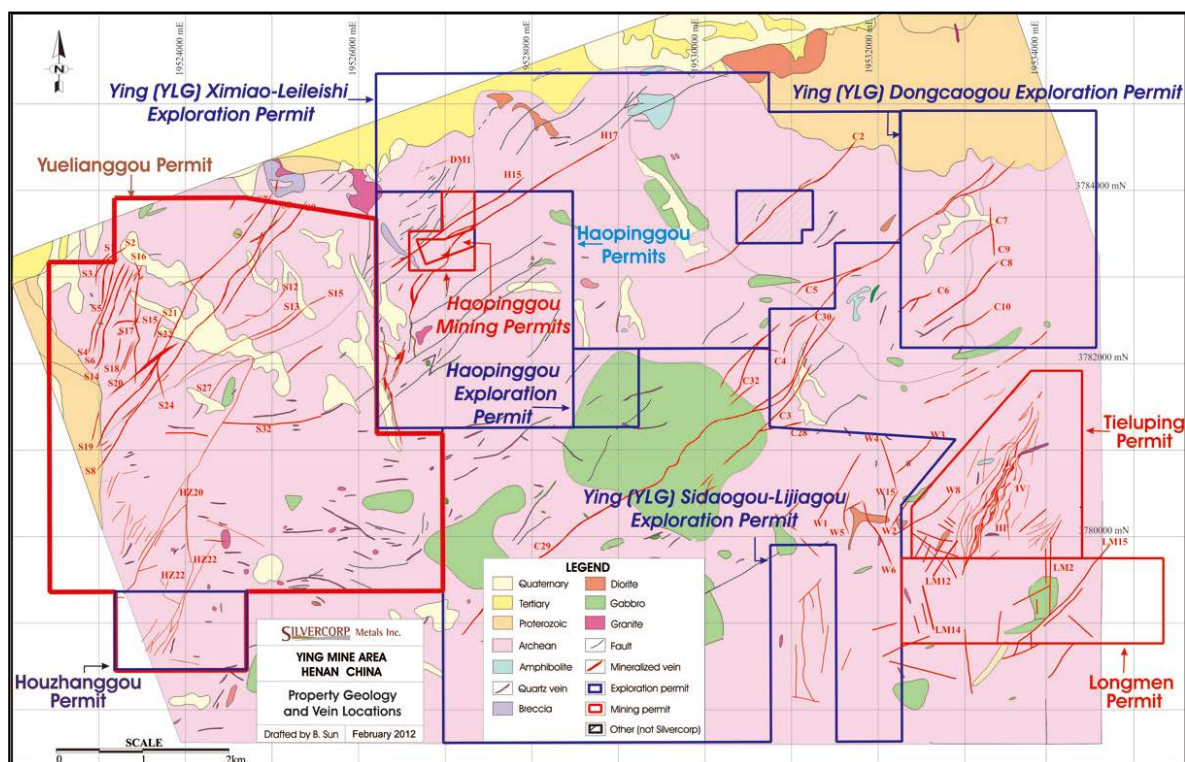 19524000 mE
19526000 mE
19528000 mE
19530000 mE
19532000 mE
19534000 mE
N
Ying (YLG) Ximiao-Leileishi
Exploration Permit
Ying (YLG) Dongcaogou Exploration Permit
Yuelianggou Permit
H17
C2
DM1
H15
3784000 mN
Haopinggou
Permits
S2
S16
S3
S5
S12
S15
S13
S21
S15
S17
S22
S4
S6
S14
S18
S20
S24
S27
S32
S19
S8
C7
C9
C8
C5
C6
C10
C30
C4
C32
C3
C28
Haopinggou
Mining Permits
3782000 mN
Haopinggou
Exploration
Permit
Tieluping
Permit
W4
W3
W15
W8
IV
III
W1
W5
W2
W6
Ying (YLG) Sidaogou-Lijiagou
Exploration Permit
HZ20
HZ22
HZ22
C29
3780000 mN
LM15
LM2
LM12
LM14
LEGEND
Quaternary
Diorite
Tertiary
Gabbro
Proterozoic
Granite
Archean
Fault
Amphibolite
Mineralized vein
Quartz vein
Exploration permit
Breccia
Mining permit
Other (not Silvercorp)
SILVERCORP Metals Inc.
YING MINE AREA
HENAN CHINA
Property Geology
and Vein Locations
Drafted by B. Sun
February 2012
Houzhanggou
Permit
Longmen
Permit
SCALE
0
1
2km